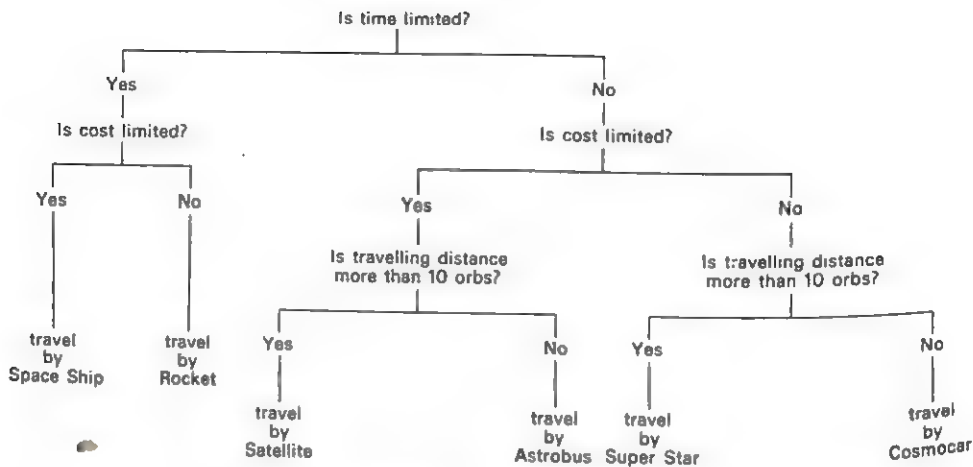 Is time limited?
Yes
No
Is cost limited?
Is cost limited?
Yes
No
Yes
No
Is travelling distance
more than 10 orbs?
Is travelling distance
more than 10 orbs?
travel
by
Space Ship
travel
by
Rocket
Yes
No
Yes
No
travel
by
Satellite
travel
by
Astrobus
travel
by
Super Star
travel
by
Cosmocar